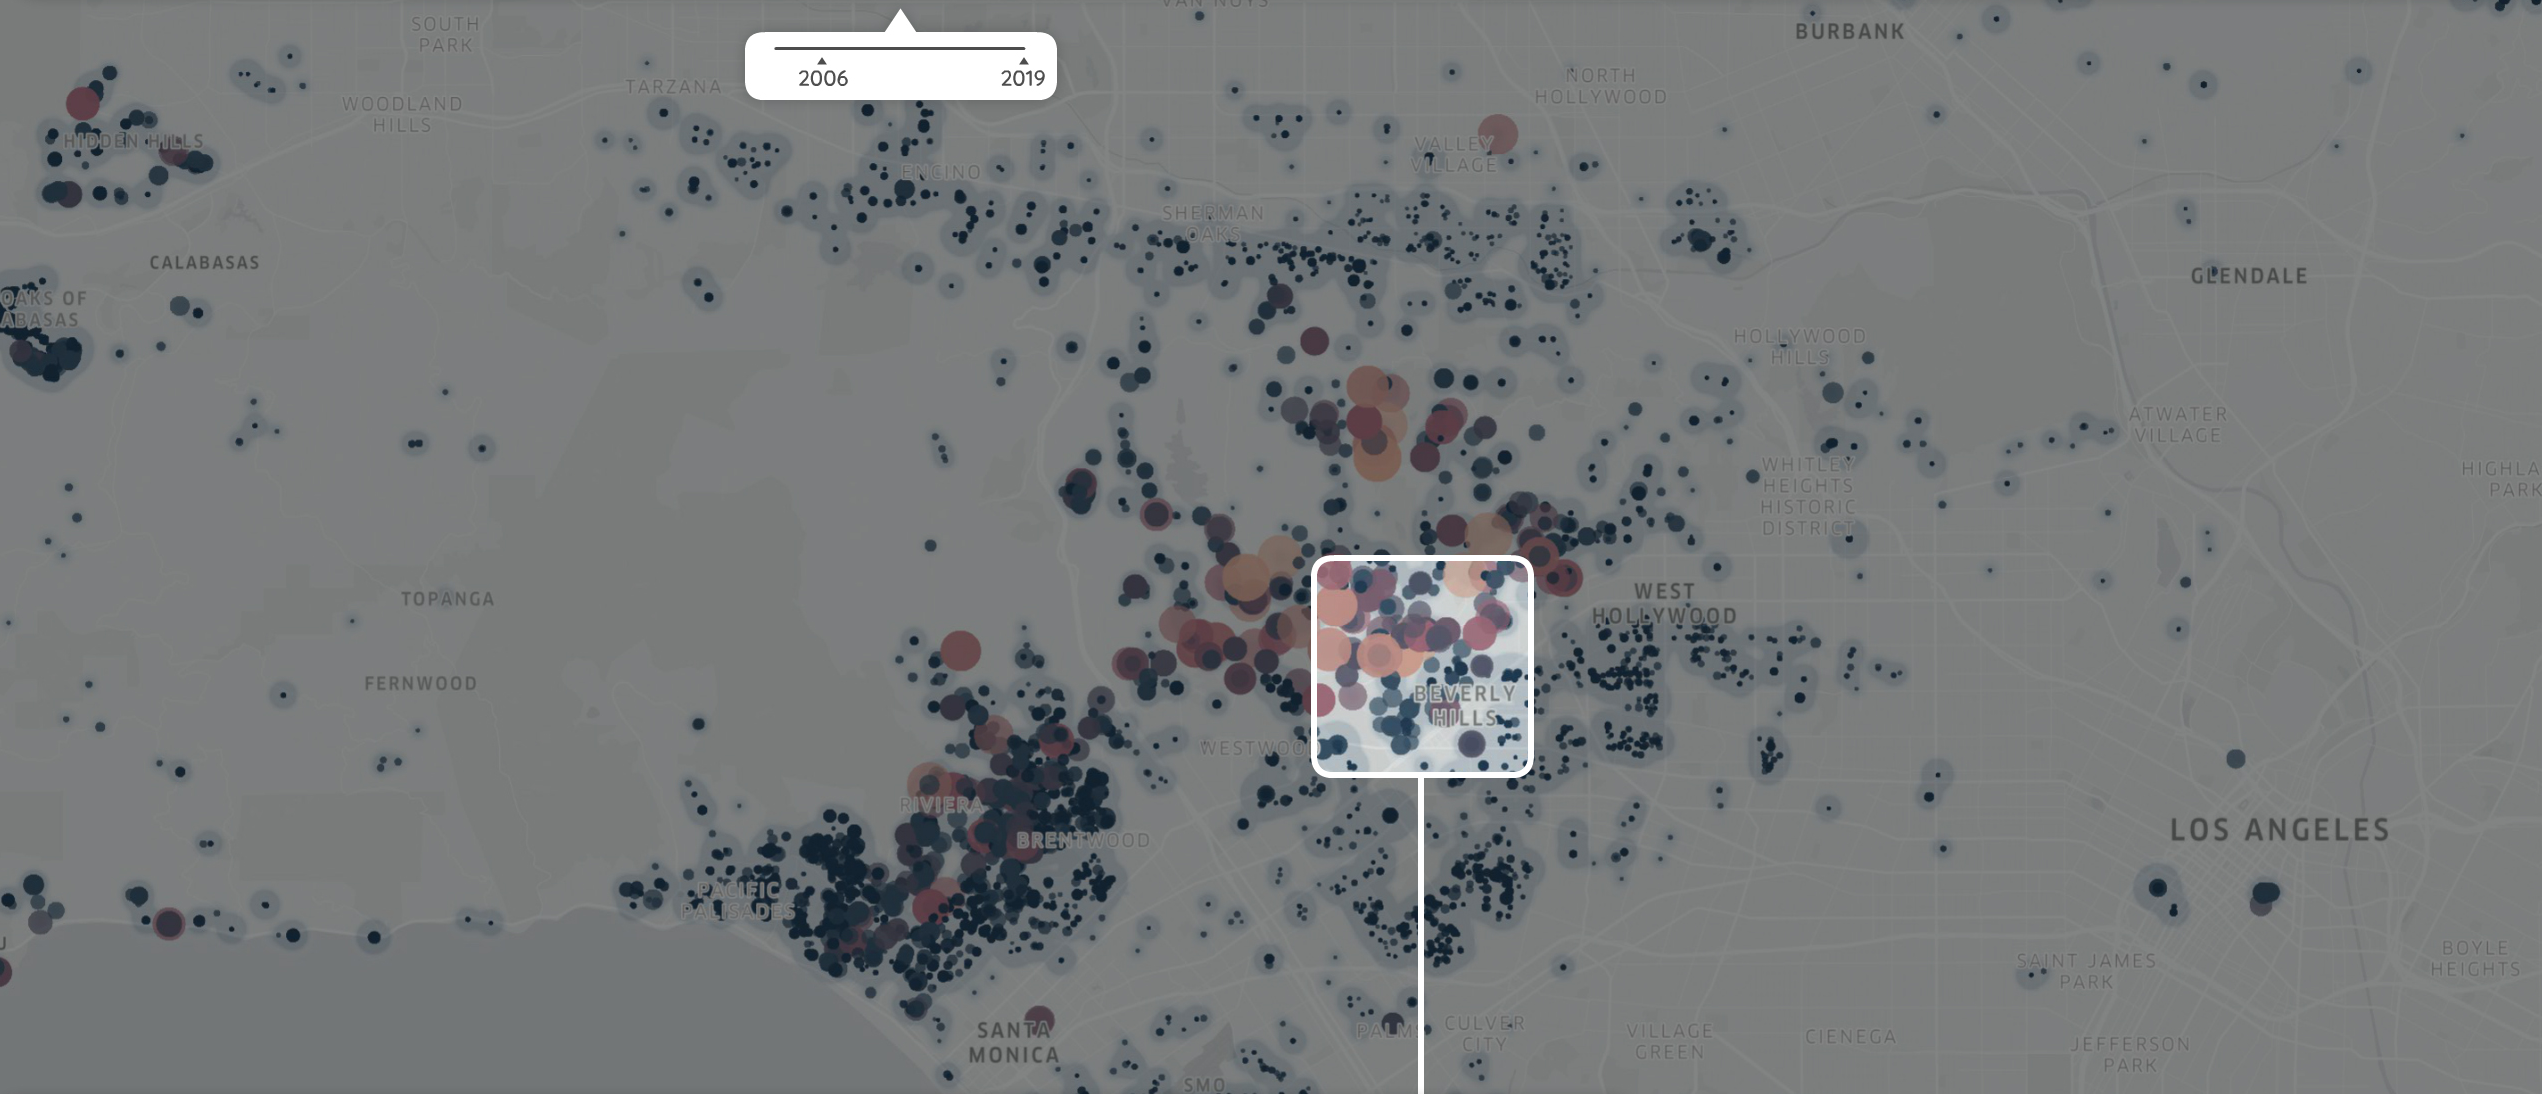 VAN NUYS
SOUTH
PARK
BURBANK
2006
2019
TARZANA
NORTH
HOLLYWOOD
WOODLAND
HILLS
HIDDEN HILLS
VALLEY
VILLAGE
ENCINO
SHERMAN
OAKS
CALABASAS
GLENDALE
OAKS OF
ABASAS
HOLLYWOOD
HILLS
ATWATER
VILLAGE
WHITLEY
HEIGHTS
HISTORIC
DISTRICT
HIGHLA
PARK
TOPANGA
WEST
HOLLYWOOD
FERNWOOD
BEVERLY
HILLS
WESTWOO
RIVIERA
BRENTWOOD
LOS ANGELES
PACIFIC
PALISADES
U
SANTA
MONICA
PALMS
CULVER
CITY
VILLAGE
GREEN
CIENEGA
SAINT JAMES
PARK
BOYLE
HEIGHTS
JEFFERSON
PARK
SMO